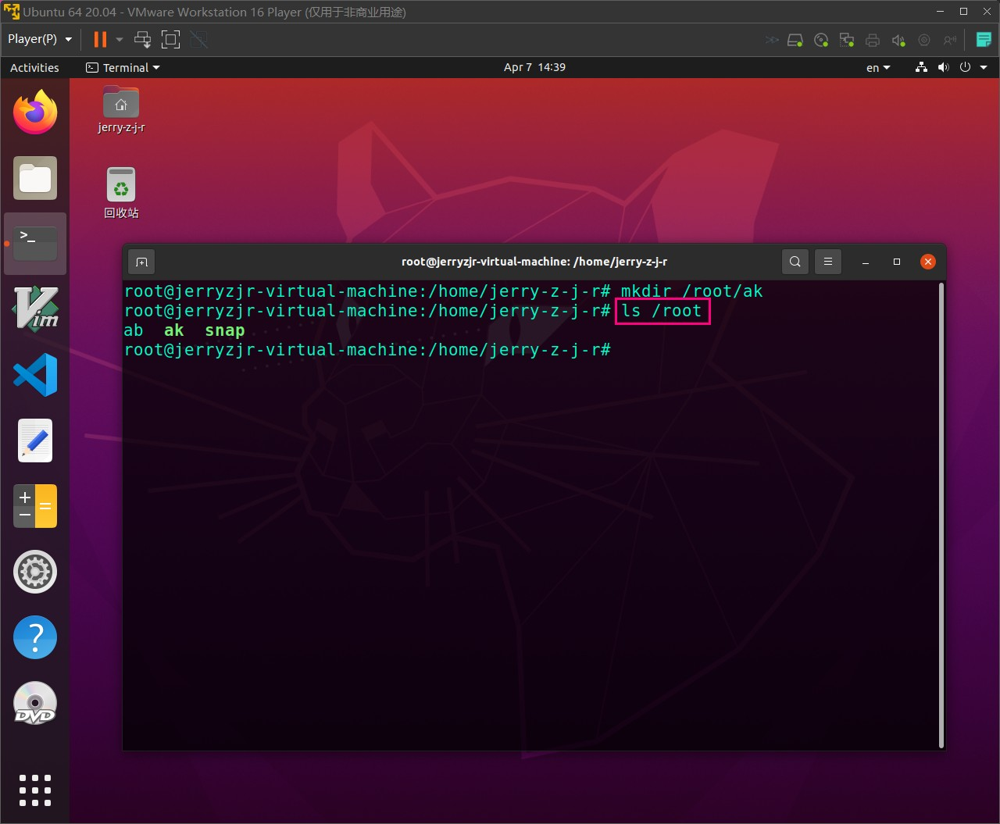 Ubuntu 64 20.04 - VMware Workstation 16 Player (仅用于非商业用途)
Player(P)
Activities
Terminal
Apr 7 14:39
en
jerry-z-j-r
回收站
>_
Vim
DVD
root@jerryzjr-virtual-machine: /home/jerry-z-j-r
root@jerryzjr-virtual-machine:/home/jerry-z-j-r# mkdir /root/ak
root@jerryzjr-virtual-machine:/home/jerry-z-j-r# ls /root
ab ak snap
root@jerryzjr-virtual-machine:/home/jerry-z-j-r#